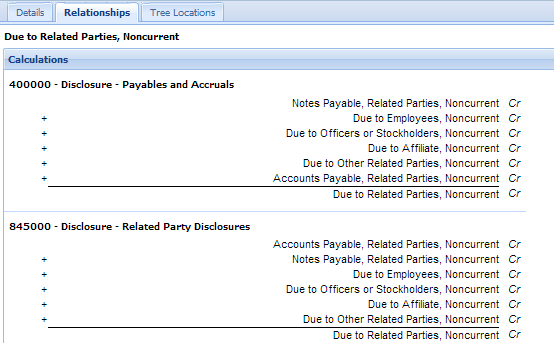 Details Relationships Tree Locations
Due to Related Parties, Noncurrent
Calculations
400000 - Disclosure - Payables and Accruals
Notes Payable, Related Parties, Noncurrent Cr
+ Due to Employees, Noncurrent Cr
+ Due to Officers or Stockholders, Noncurrent Cr
+ Due to Affiliate, Noncurrent Cr
+ Due to Other Related Parties, Noncurrent Cr
+ Accounts Payable, Related Parties, Noncurrent Cr
Due to Related Parties, Noncurrent Cr
845000 - Disclosure - Related Party Disclosures
Accounts Payable, Related Parties, Noncurrent Cr
+ Notes Payable, Related Parties, Noncurrent Cr
+ Due to Employees, Noncurrent Cr
+ Due to Officers or Stockholders, Noncurrent Cr
+ Due to Affiliate, Noncurrent Cr
+ Due to Other Related Parties, Noncurrent Cr
Due to Related Parties, Noncurrent Cr